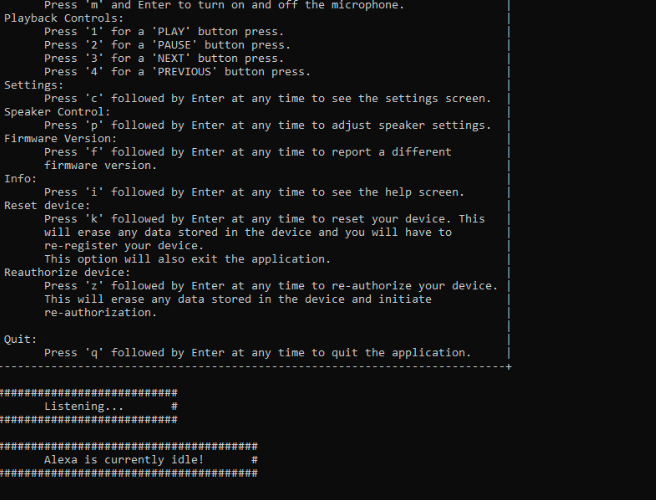 Press 'm' and Enter to turn on and off the microphone. |
Playback Controls: |
Press '1' for a 'PLAY' button press. |
Press '2' for a 'PAUSE' button press. |
Press '3' for a 'NEXT' button press. |
Press '4' for a 'PREVIOUS' button press. |
Settings: |
Press 'c' followed by Enter at any time to see the settings screen. |
Speaker Control: |
Press 'p' followed by Enter at any time to adjust speaker settings. |
Firmware Version: |
Press 'f' followed by Enter at any time to report a different |
firmware version. |
Info: |
Press 'i' followed by Enter at any time to see the help screen. |
Reset device: |
Press 'k' followed by Enter at any time to reset your device. This |
will erase any data stored in the device and you will have to |
re-register your device. |
This option will also exit the application. |
Reauthorize device: |
Press 'z' followed by Enter at any time to re-authorize your device. |
This will erase any data stored in the device and initiate |
re-authorization. |
|
Quit: |
Press 'q' followed by Enter at any time to quit the application. |
----------------------------------------------------------------------------+
###########################
Listening... #
###########################
#######################################
Alexa is currently idle! #
#######################################